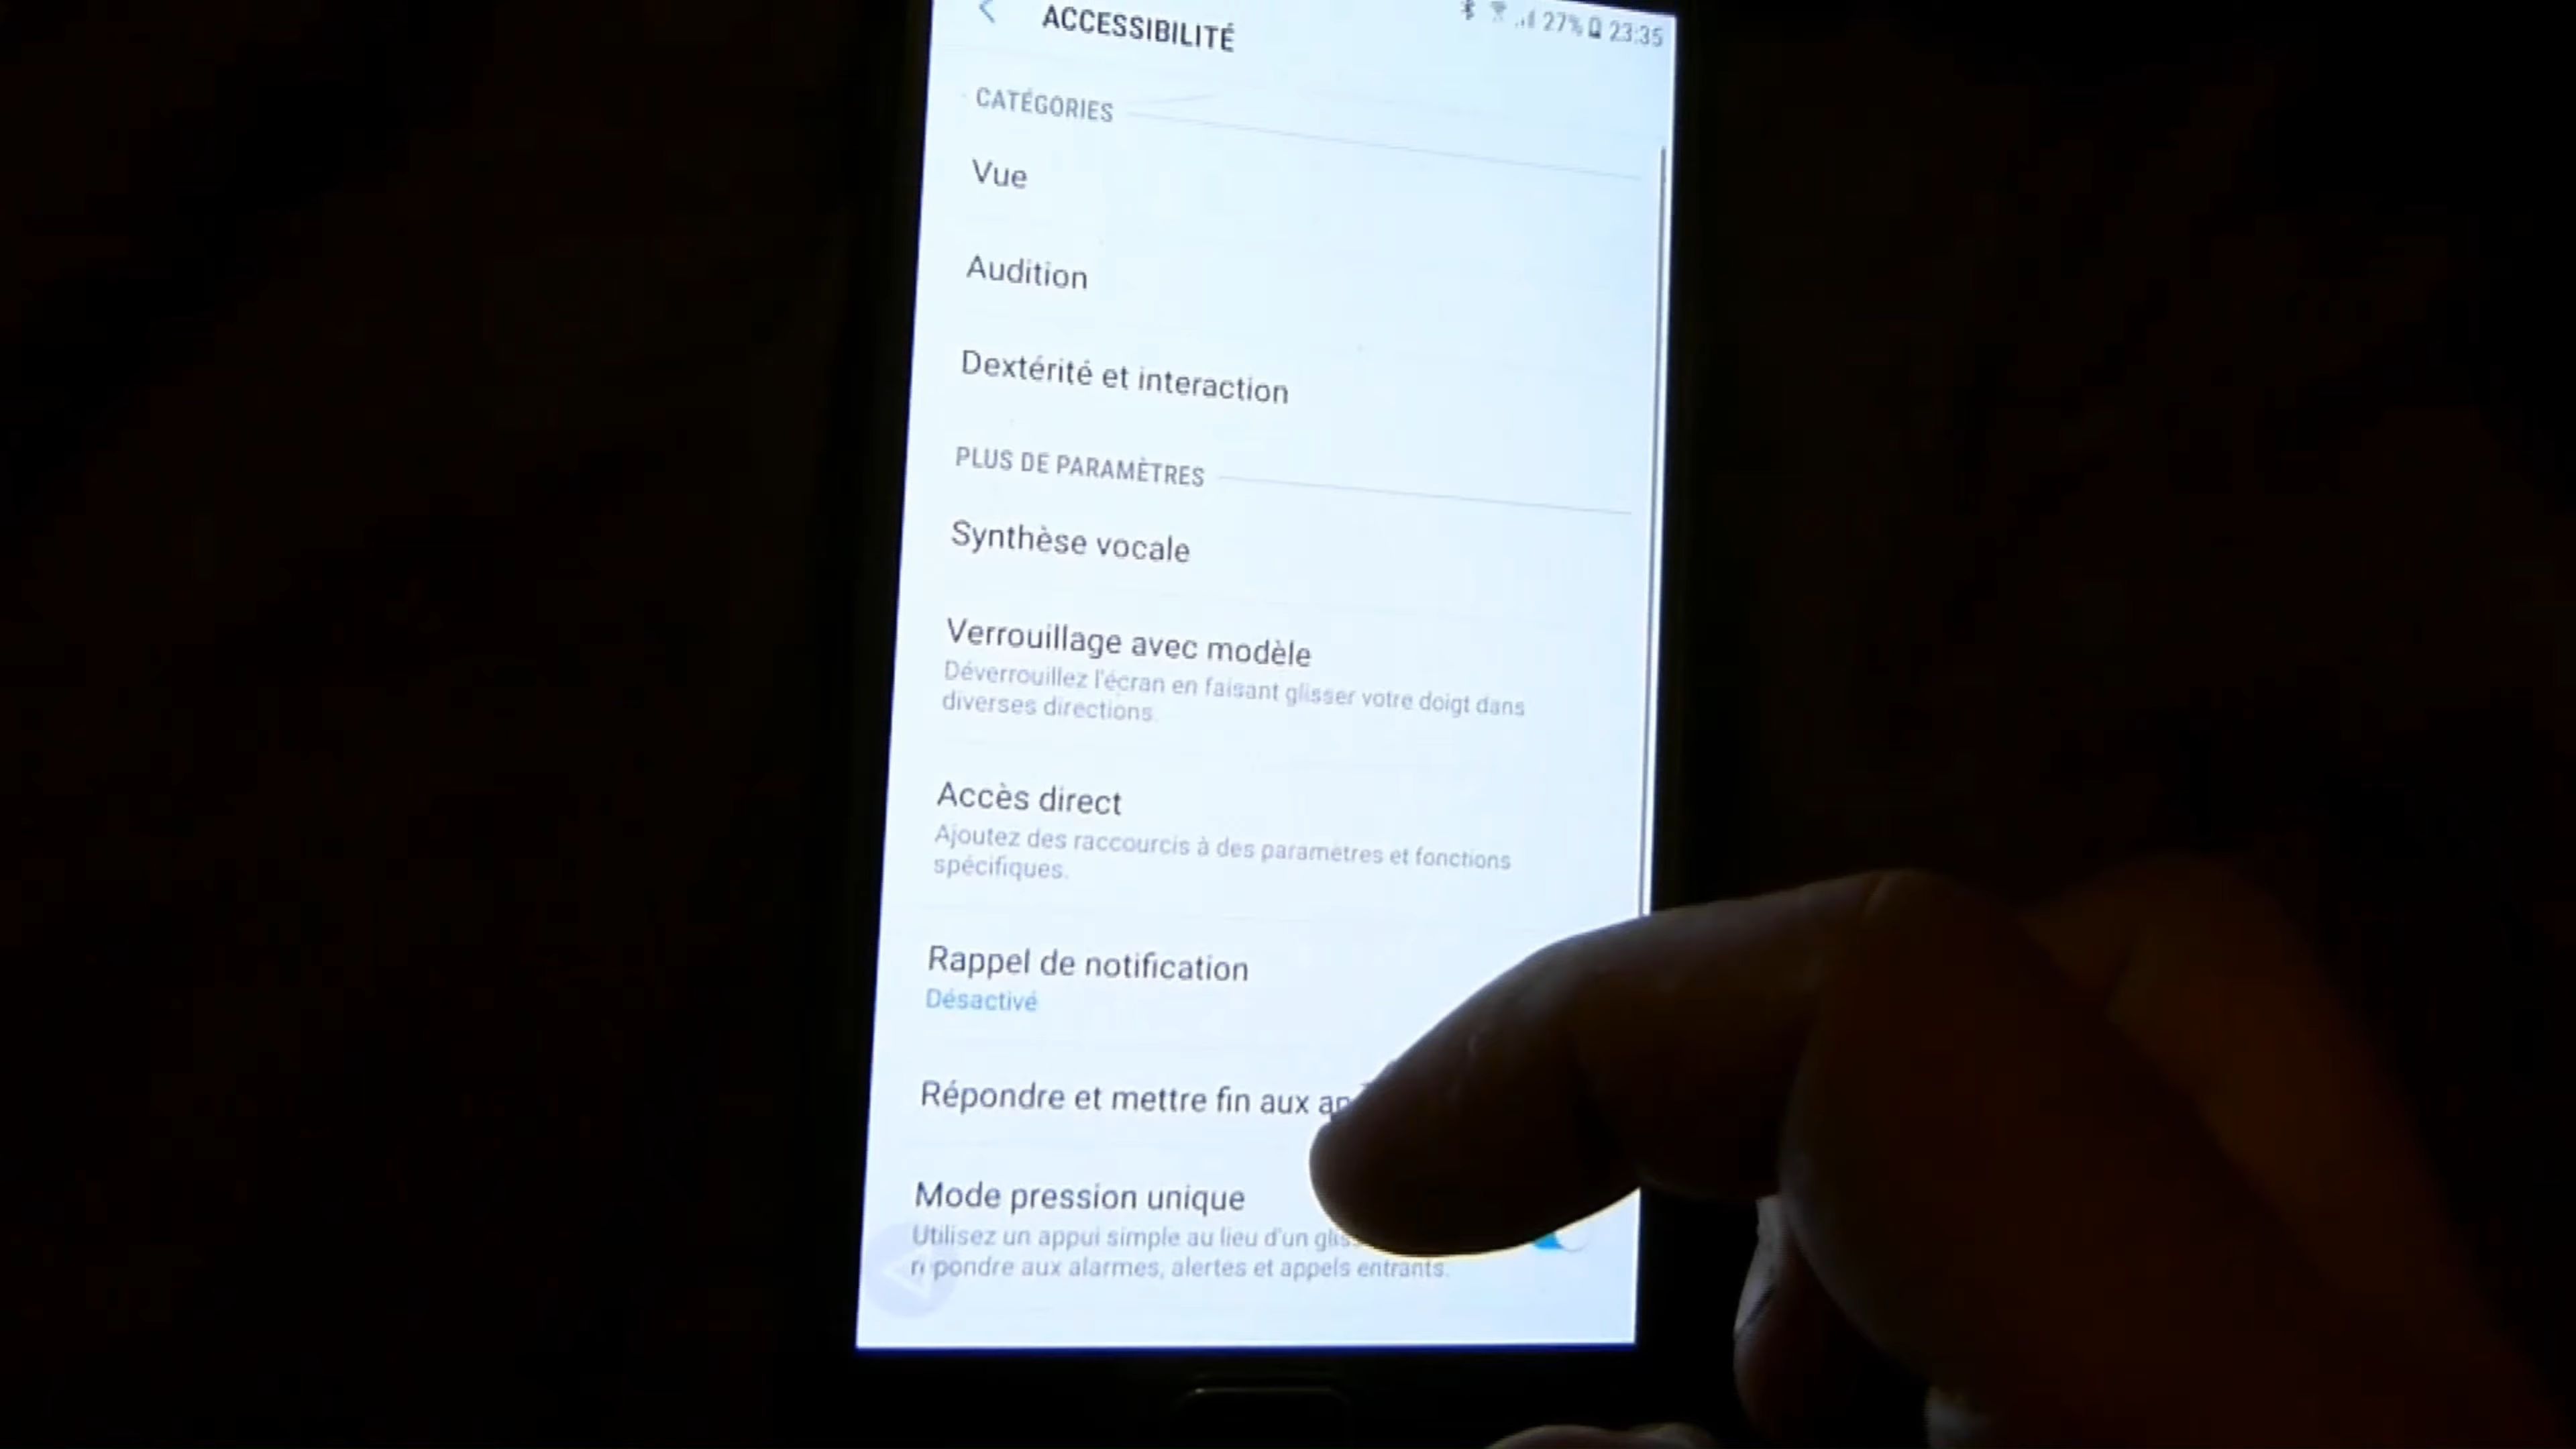 ACCESSIBILITÉ
27% 23:35
CATÉGORIES
Vue
Audition
Dextérité et interaction
PLUS DE PARAMÈTRES
Synthèse vocale
Verrouillage avec modèle
Déverrouillez l'écran en faisant glisser votre doigt dans
diverses directions.
Accès direct
Ajoutez des raccourcis à des paramètres et fonctions
spécifiques.
Rappel de notification
Désactivé
Répondre et mettre fin aux
Mode pression unique
Utilisez un appui simple au lieu d'un
aux alarmes, alertes et appels entrants.